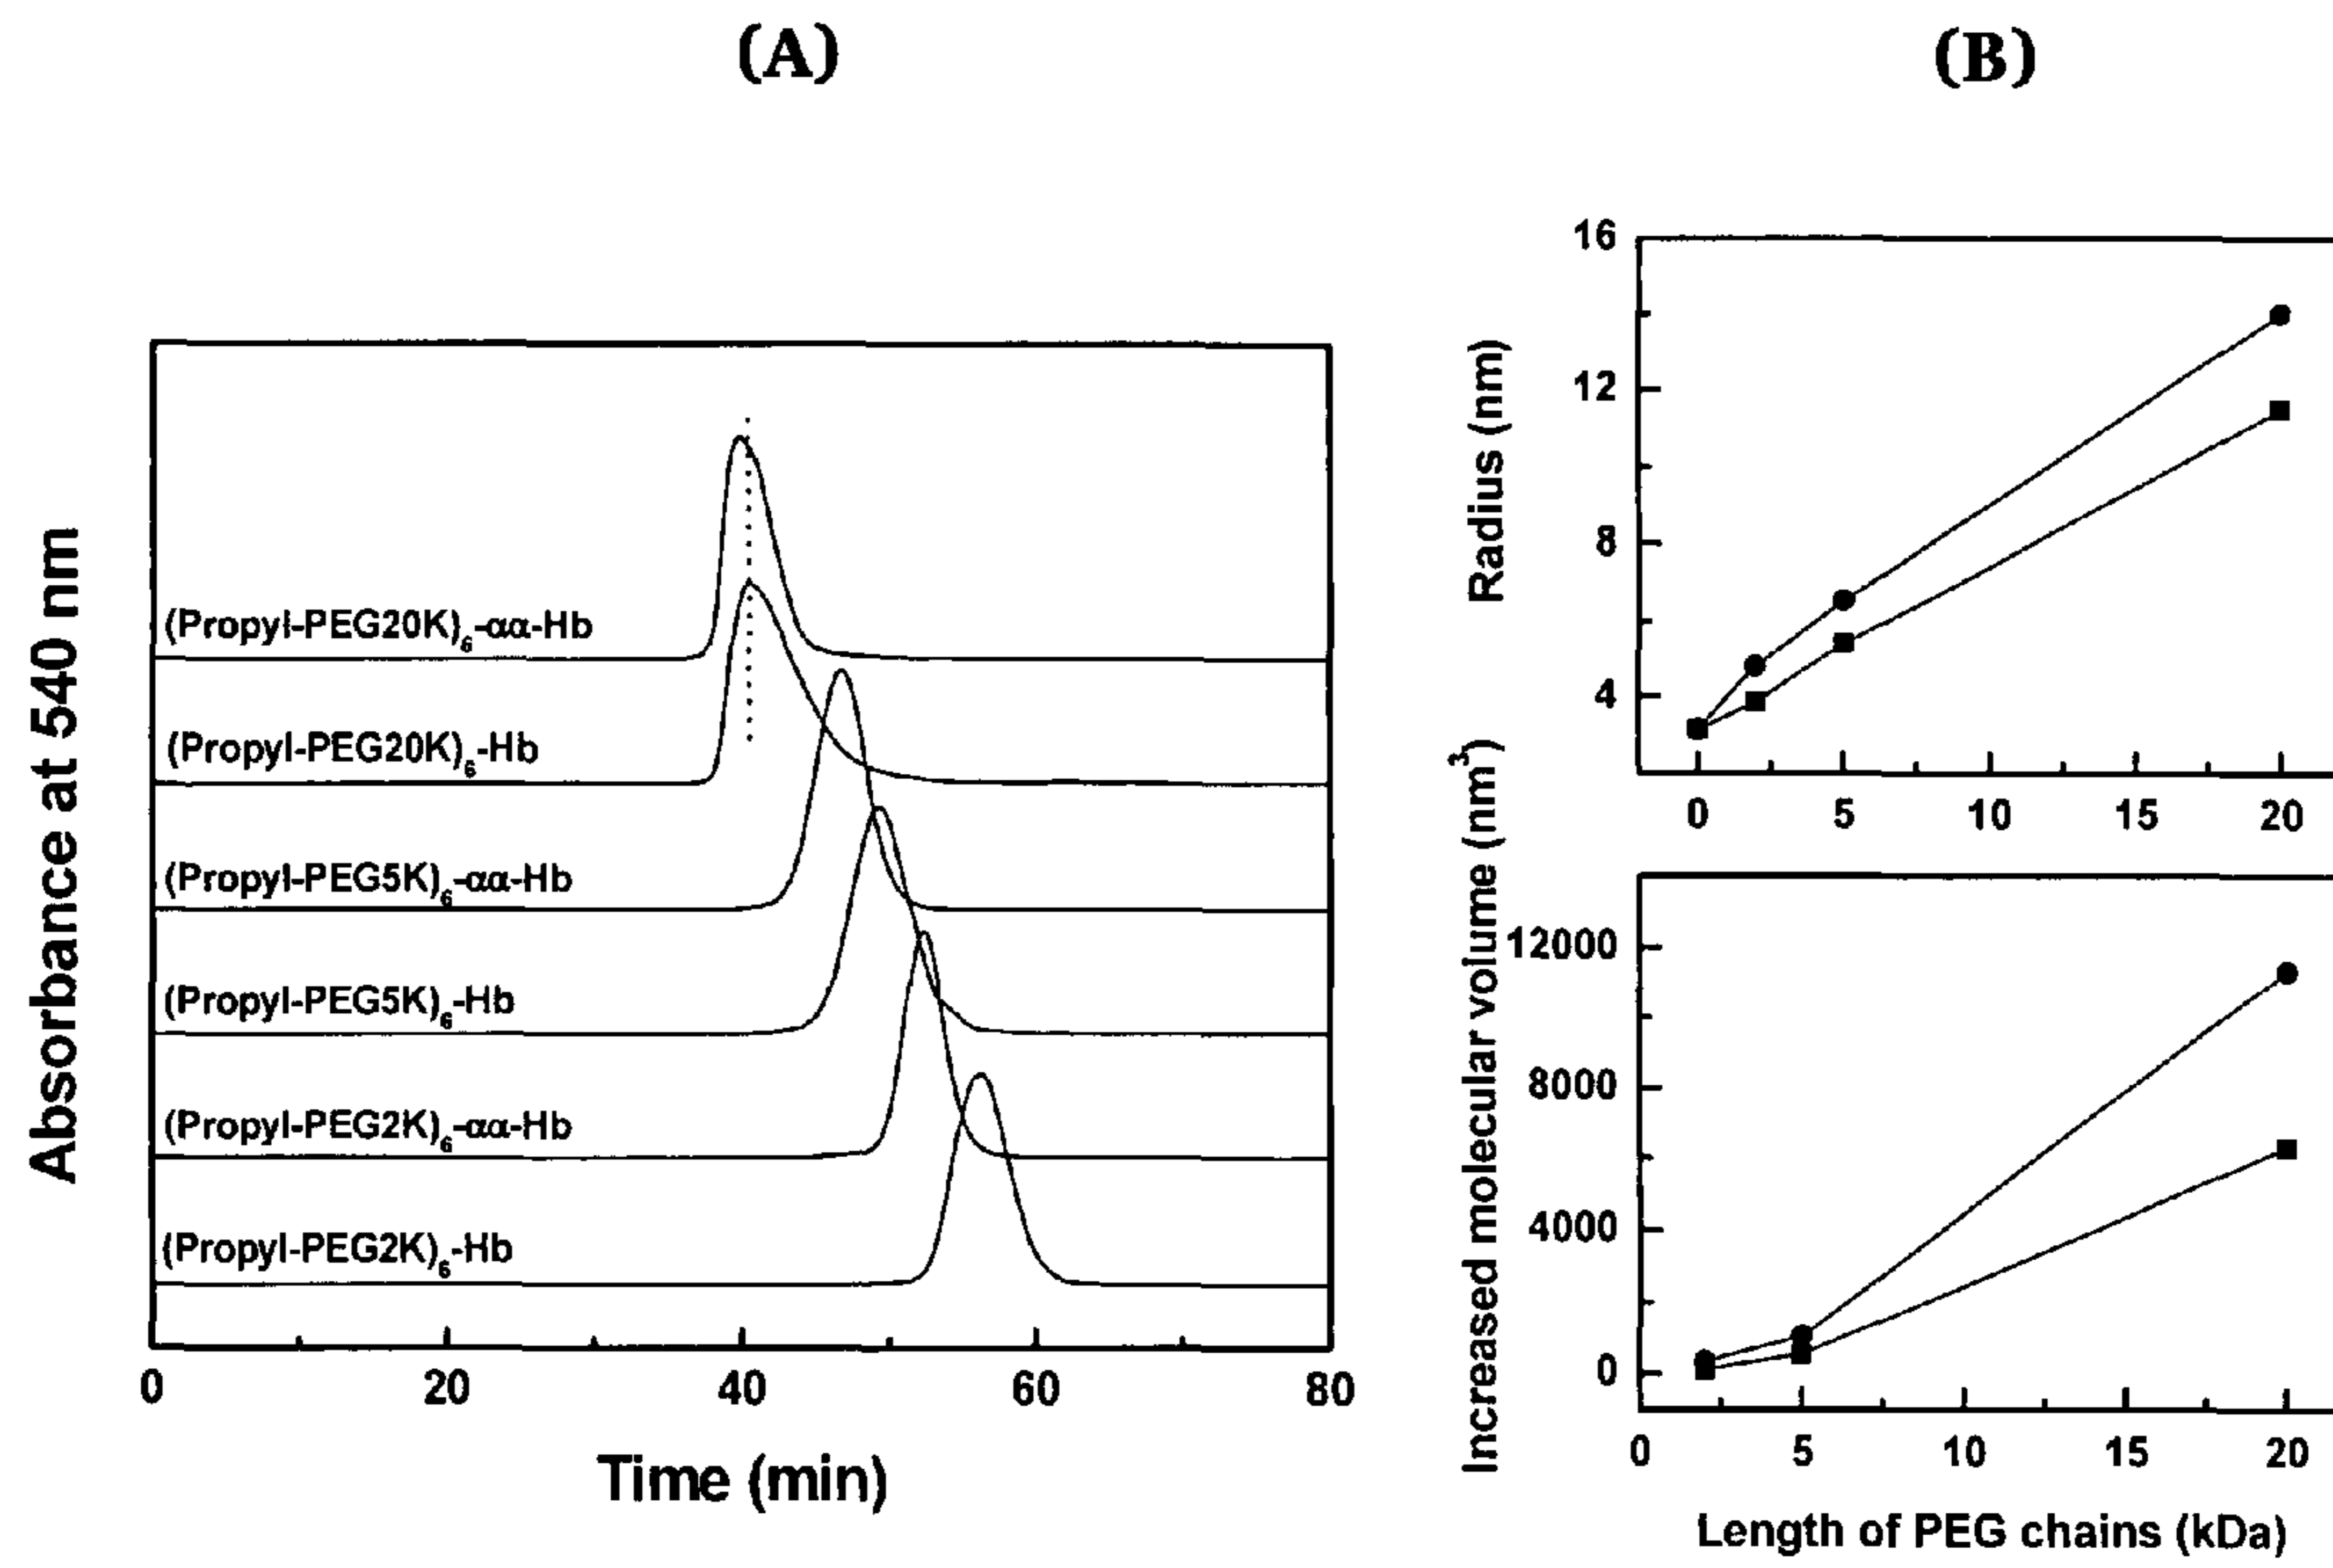 (A)
Absorbance at 540 nm
(Propyl-PEG20K)6-αα-Hb
(Propyl-PEG20K)6-Hb
(Propyl-PEG5K)6-αα-Hb
(Propyl-PEG5K)6-Hb
(Propyl-PEG2K)6-αα-Hb
(Propyl-PEG2K)6-Hb
0 20 40 60 80
Time (min)
(B)
Radius (nm)
16
12
8
4
0 5 10 15 20
Increased molecular volume (nm3)
12000
8000
4000
0
0 5 10 15 20
Length of PEG chains (kDa)